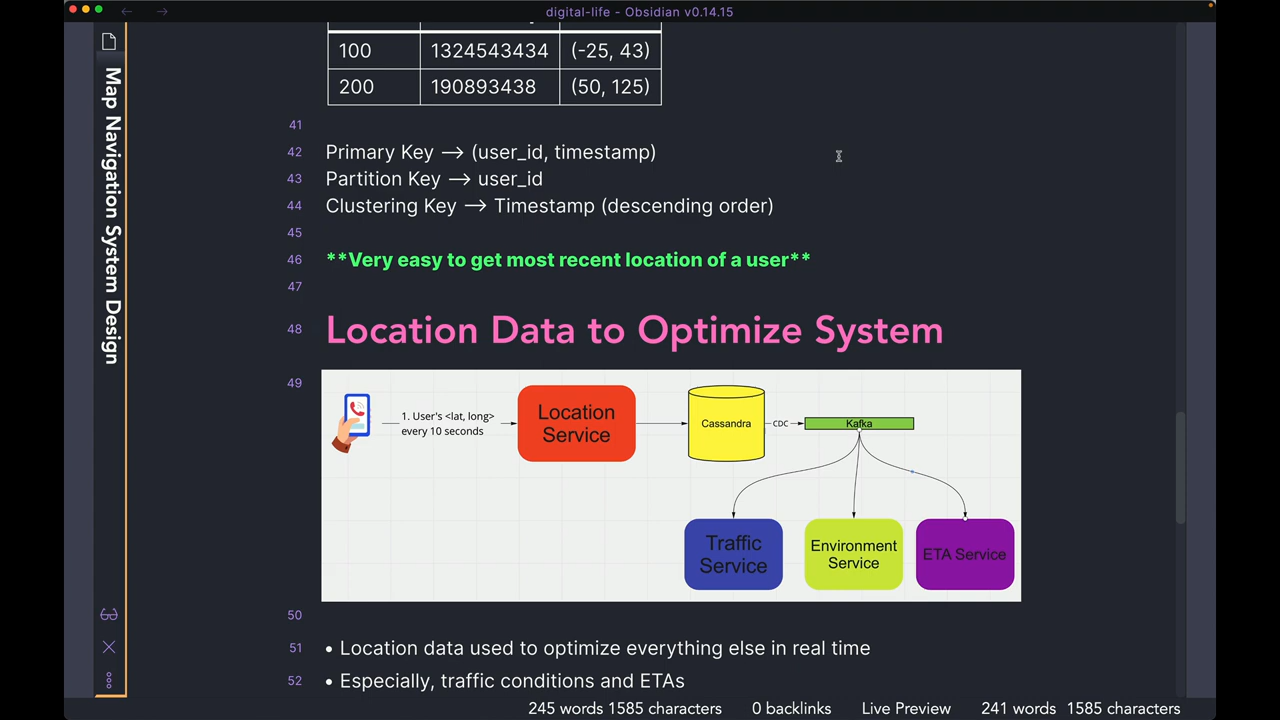 digital-life - Obsidian v0.14.15
Map Navigation System Design
100 1324543434 (-25, 43)
200 190893438 (50, 125)
41
42 Primary Key → (user_id, timestamp)
43 Partition Key → user_id
44 Clustering Key → Timestamp (descending order)
45
46 **Very easy to get most recent location of a user**
47
48 Location Data to Optimize System
49
1. User's <lat, long>
every 10 seconds
Location
Service
Cassandra
CDC
Kafka
Traffic
Service
Environment
Service
ETA Service
50
51 • Location data used to optimize everything else in real time
52 • Especially, traffic conditions and ETAs
245 words 1585 characters 0 backlinks Live Preview 241 words 1585 characters